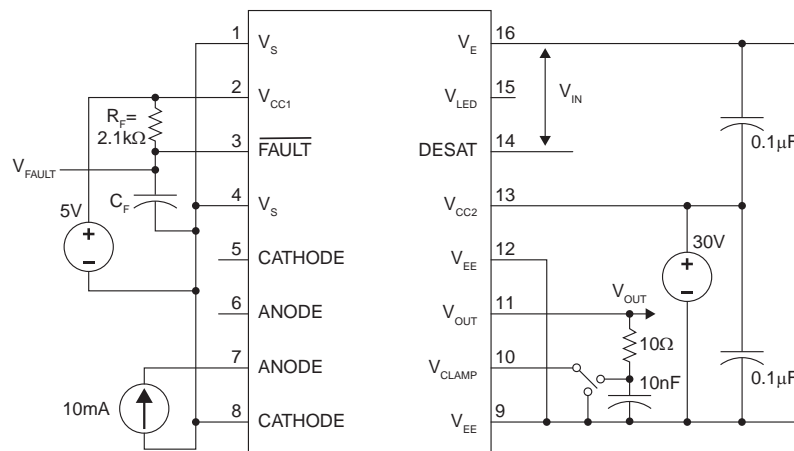 1 V_S V_E 16
2 V_CC1 V_LED 15
V_IN
R_F=
2.1kΩ
3 FAULT DESAT 14
0.1µF
V_FAULT
C_F
4 V_S V_CC2 13
5V
5 CATHODE V_EE 12
30V
6 ANODE V_OUT 11
V_OUT
10Ω
7 ANODE V_CLAMP 10
10nF
0.1µF
10mA
8 CATHODE V_EE 9